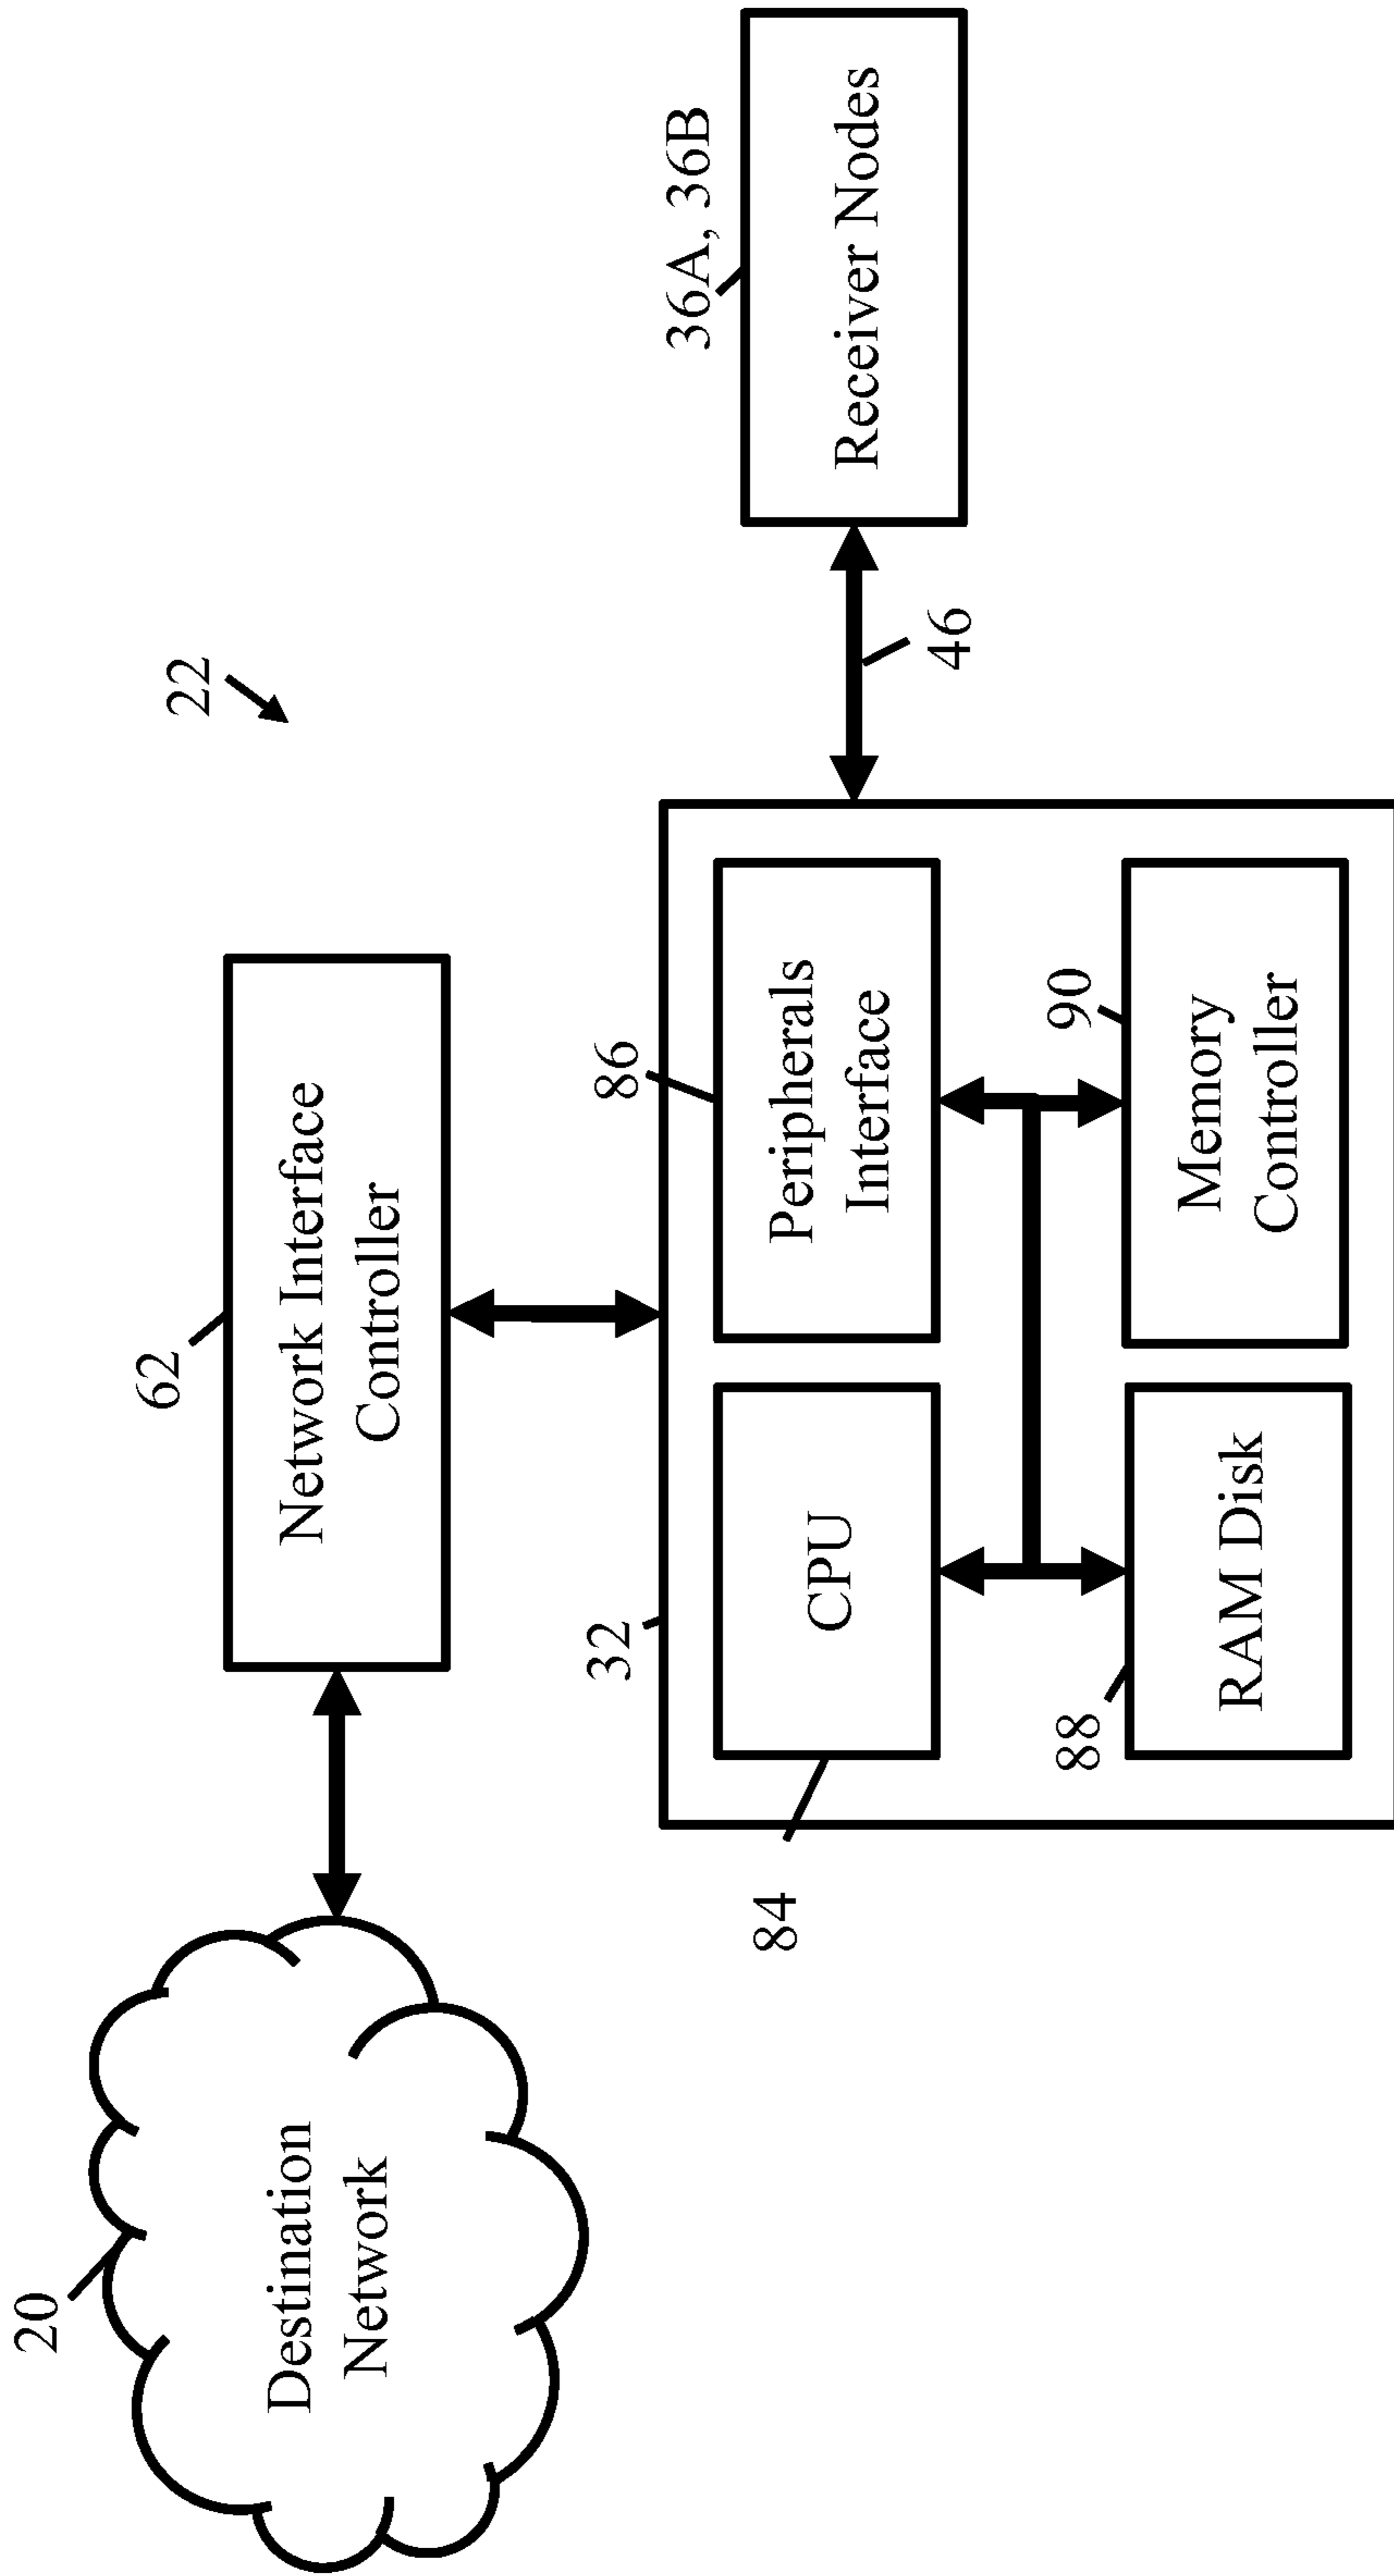 22
20
Destination
Network
62
Network Interface
Controller
32
84
CPU
86
Peripherals
Interface
88
RAM Disk
90
Memory
Controller
46
36A, 36B
Receiver Nodes